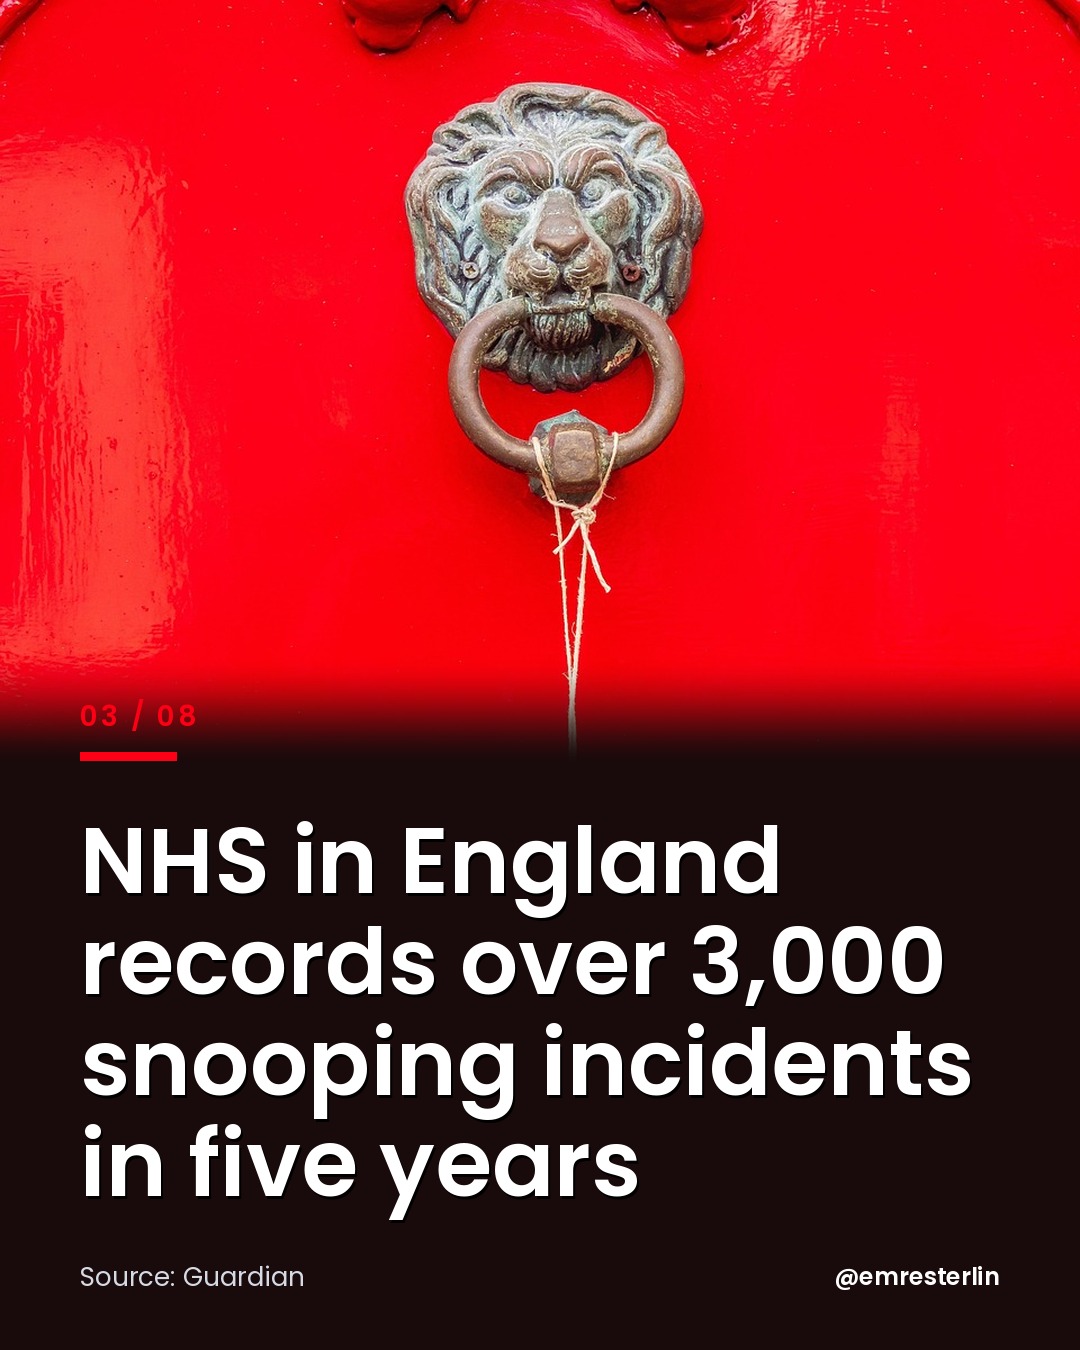 03 / 08
NHS in England
records over 3,000
snooping incidents
in five years
Source: Guardian
@emresterlin